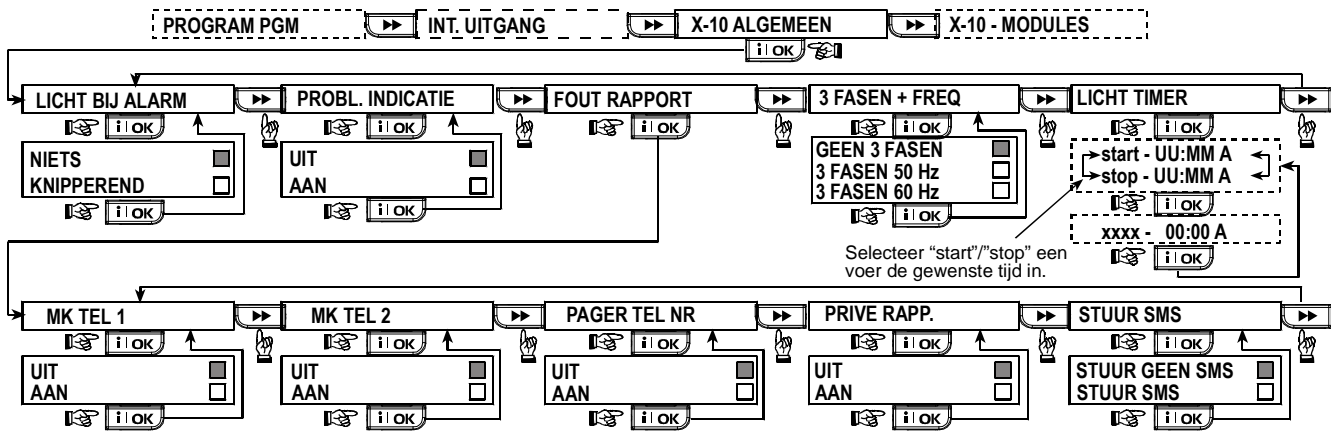 PROGRAM PGM INT. UITGANG X-10 ALGEMEEN X-10 - MODULES
i OK
LICHT BIJ ALARM PROBL. INDICATIE FOUT RAPPORT 3 FASEN + FREQ LICHT TIMER
i OK i OK i OK i OK i OK
NIETS
KNIPPEREND
i OK
UIT
AAN
i OK
GEEN 3 FASEN
3 FASEN 50 Hz
3 FASEN 60 Hz
i OK
start - UU:MM A
stop - UU:MM A
i OK
xxxx - 00:00 A
i OK
Selecteer “start”/”stop” een
voer de gewenste tijd in.
MK TEL 1 MK TEL 2 PAGER TEL NR PRIVE RAPP. STUUR SMS
i OK i OK i OK i OK i OK
UIT
AAN
i OK
UIT
AAN
i OK
UIT
AAN
i OK
UIT
AAN
i OK
STUUR GEEN SMS
STUUR SMS
i OK